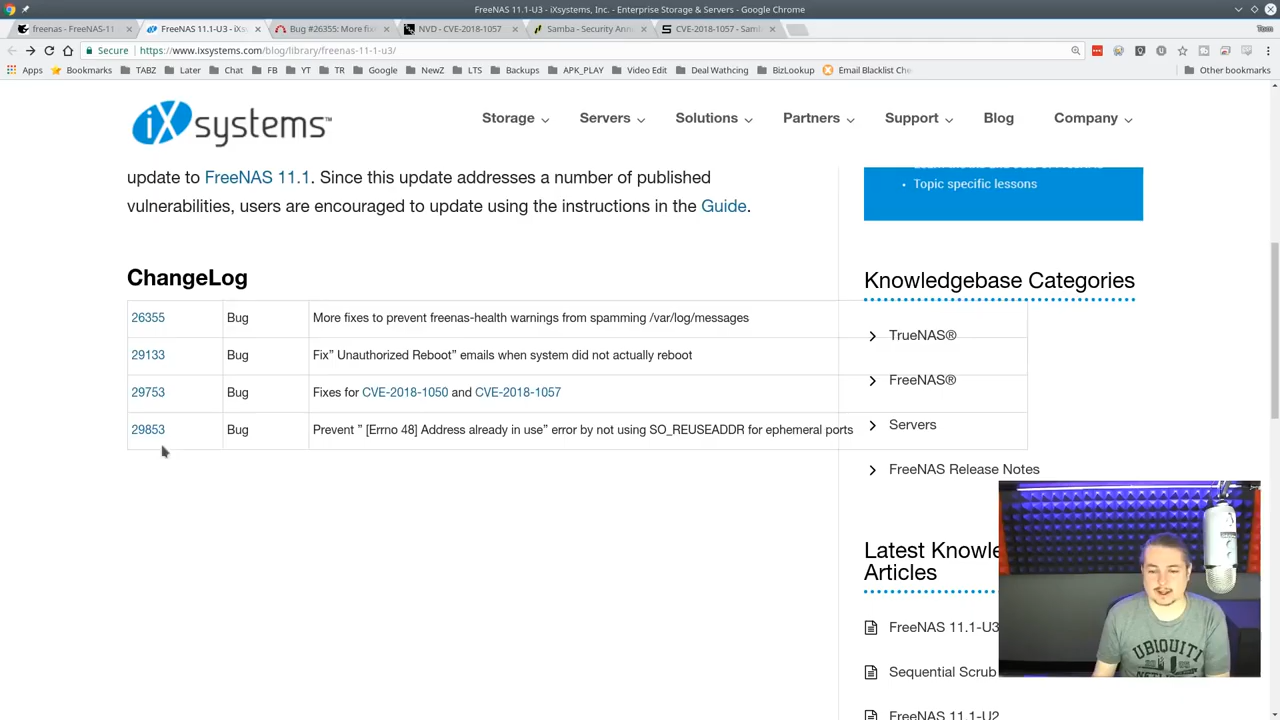 FreeNAS 11.1-U3 - iXsystems, Inc. - Enterprise Storage & Servers - Google Chrome
freenas - FreeNAS-11
FreeNAS 11.1-U3 - iXs
Bug #26355: More fix
NVD - CVE-2018-1057
Samba - Security Ann
CVE-2018-1057 - Sam
Tom
Secure
https://www.ixsystems.com/blog/library/freenas-11-1-u3/
Apps
Bookmarks
TABZ
Later
Chat
FB
YT
TR
Google
NewZ
LTS
Backups
APK_PLAY
Video Edit
Deal Wathcing
BizLookup
Email Blacklist Che
Other bookmarks
iXsystems™
Storage
Servers
Solutions
Partners
Support
Blog
Company
update to FreeNAS 11.1. Since this update addresses a number of published
vulnerabilities, users are encouraged to update using the instructions in the Guide.
Topic specific lessons
ChangeLog
26355 Bug More fixes to prevent freenas-health warnings from spamming /var/log/messages
29133 Bug Fix” Unauthorized Reboot” emails when system did not actually reboot
29753 Bug Fixes for CVE-2018-1050 and CVE-2018-1057
29853 Bug Prevent ” [Errno 48] Address already in use” error by not using SO_REUSEADDR for ephemeral ports
Knowledgebase Categories
TrueNAS®
FreeNAS®
Servers
FreeNAS Release Notes
Latest Knowle
Articles
FreeNAS 11.1-U3
Sequential Scrub
FreeNAS 11.1-U2
UBIQUITI